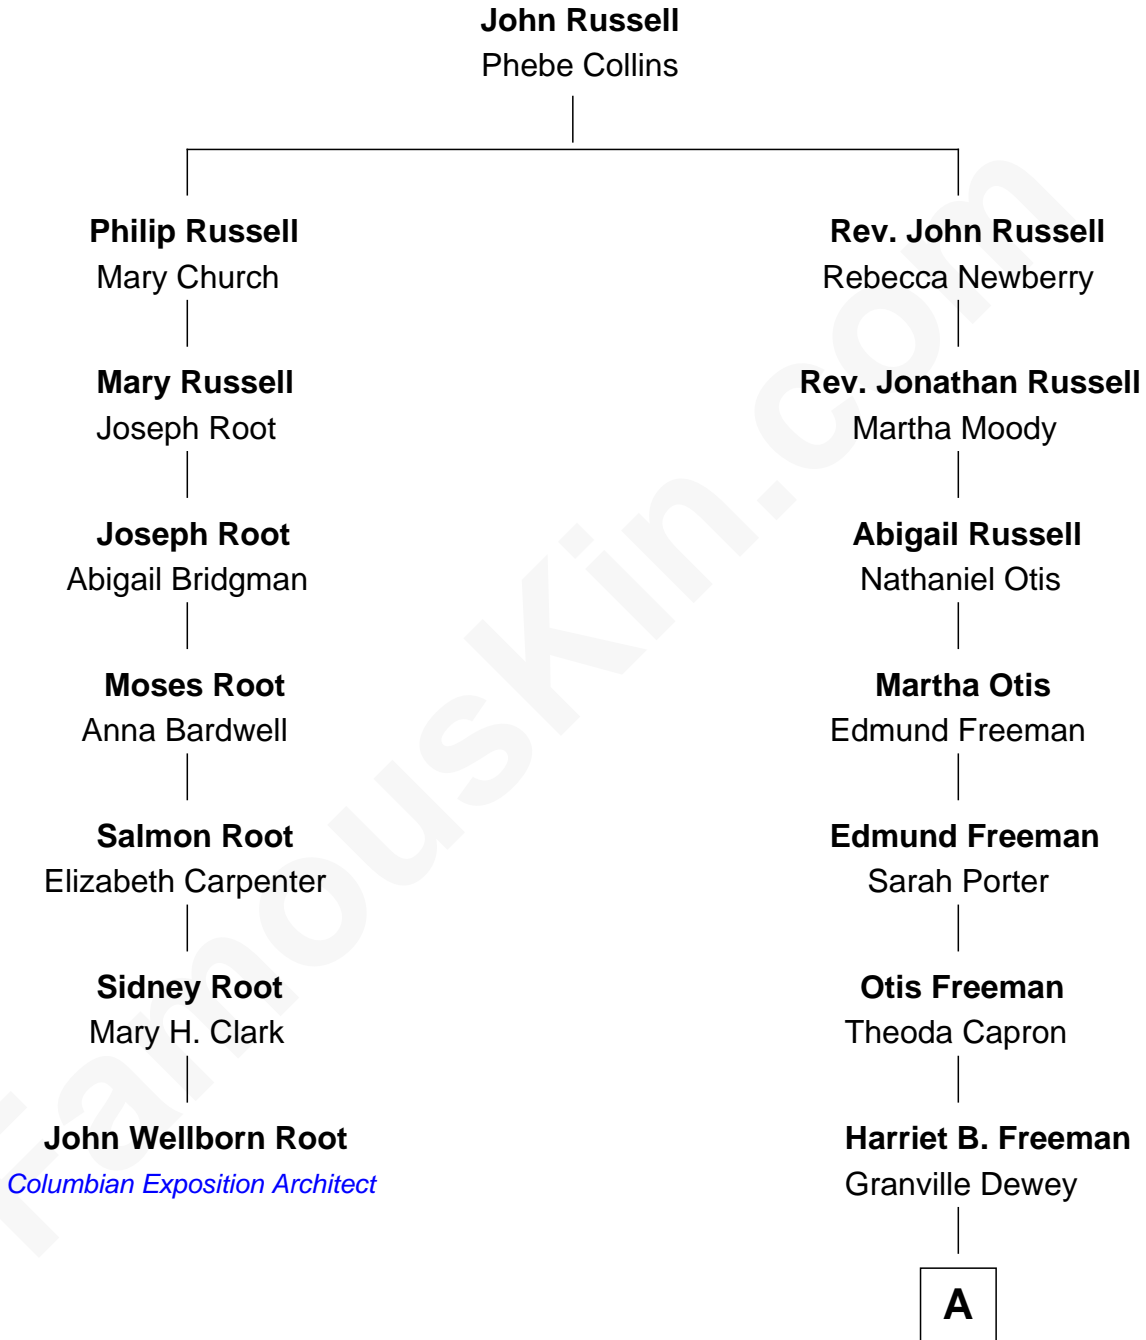 John Russell
Phebe Collins
Philip Russell
Mary Church
Rev. John Russell
Rebecca Newberry
Mary Russell
Joseph Root
Rev. Jonathan Russell
Martha Moody
Joseph Root
Abigail Bridgman
Abigail Russell
Nathaniel Otis
Moses Root
Anna Bardwell
Martha Otis
Edmund Freeman
Salmon Root
Elizabeth Carpenter
Edmund Freeman
Sarah Porter
Sidney Root
Mary H. Clark
Otis Freeman
Theoda Capron
John Wellborn Root
Columbian Exposition Architect
Harriet B. Freeman
Granville Dewey
A
FamousKin.com